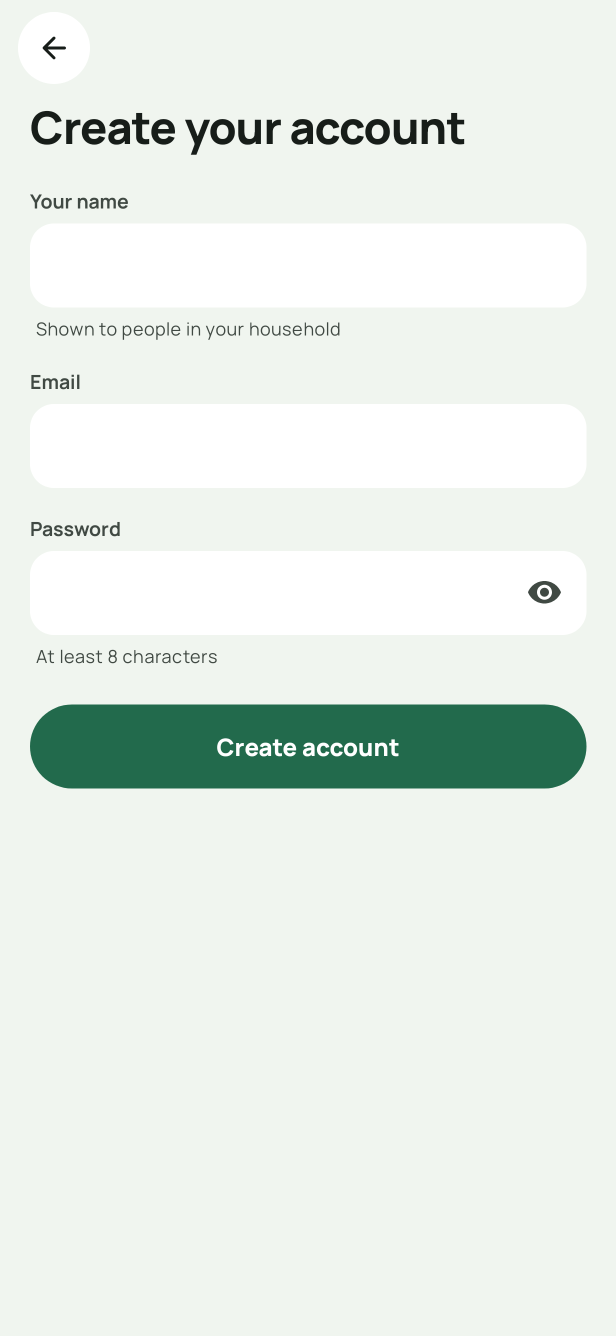 Create your account
Your name
Shown to people in your household
Email
Password
At least 8 characters
Create account